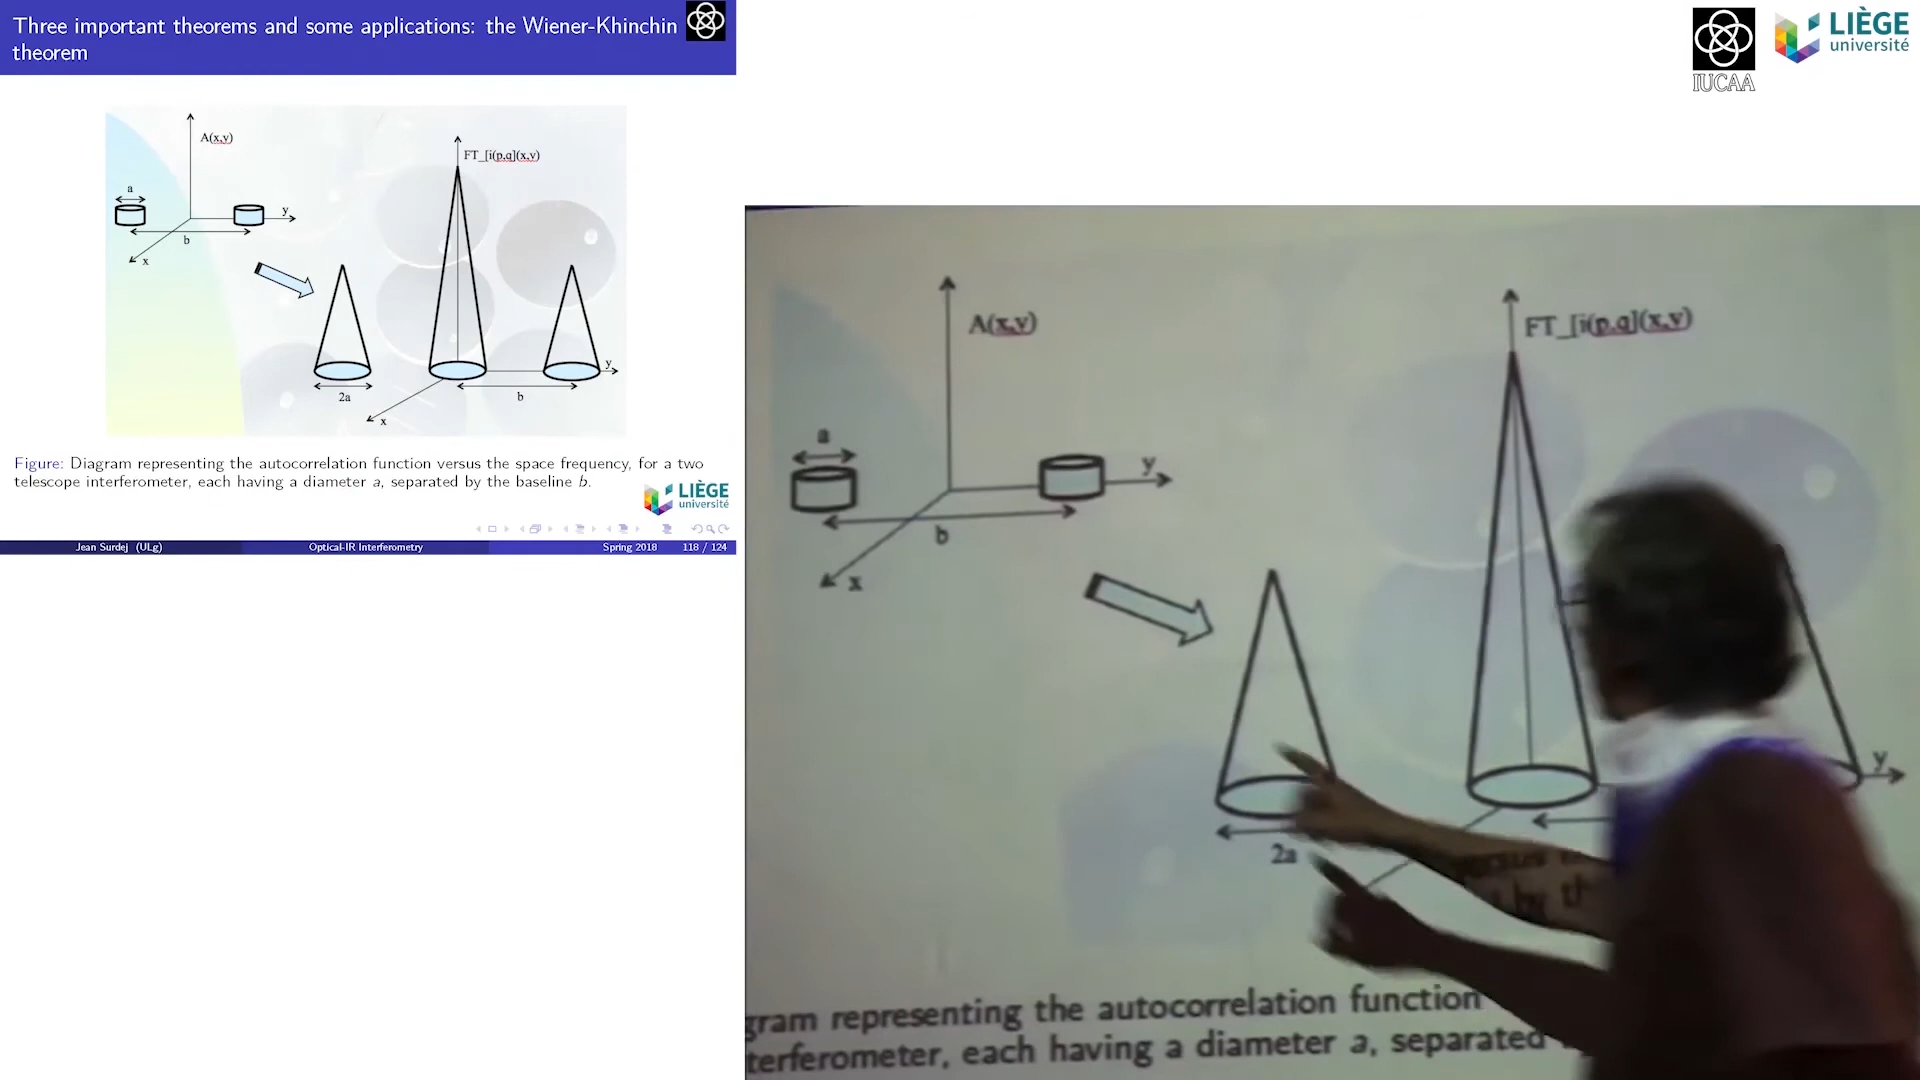 Three important theorems and some applications: the Wiener-Khinchin
theorem
A(x,y)
FT_[i(p,q](x,y)
a
y
b
x
y
2a
b
x
Figure: Diagram representing the autocorrelation function versus the space frequency, for a two
telescope interferometer, each having a diameter a, separated by the baseline b.
LIÈGE
université
Jean Surdej (ULg) Optical-IR Interferometry Spring 2018 118 / 124
IUCAA
LIÈGE
université
A(x,y)
FT_[i(p,q](x,y)
a
y
b
x
y
2a
gram representing the autocorrelation function
terferometer, each having a diameter a, separated